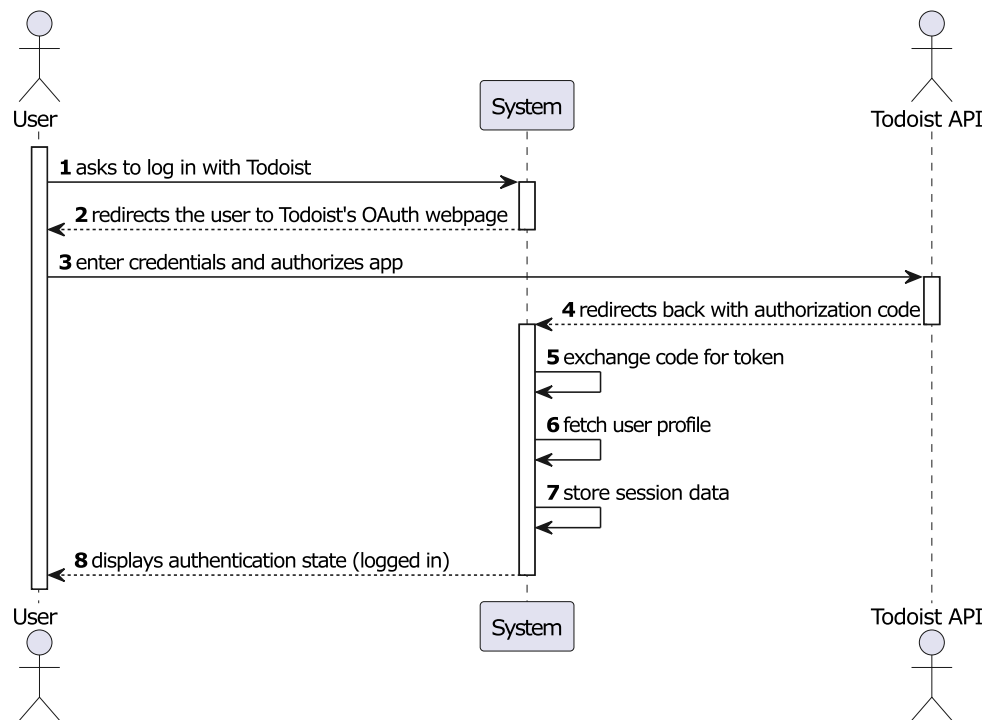 User
System
Todoist API
1 asks to log in with Todoist
2 redirects the user to Todoist's OAuth webpage
3 enter credentials and authorizes app
4 redirects back with authorization code
5 exchange code for token
6 fetch user profile
7 store session data
8 displays authentication state (logged in)
User
System
Todoist API